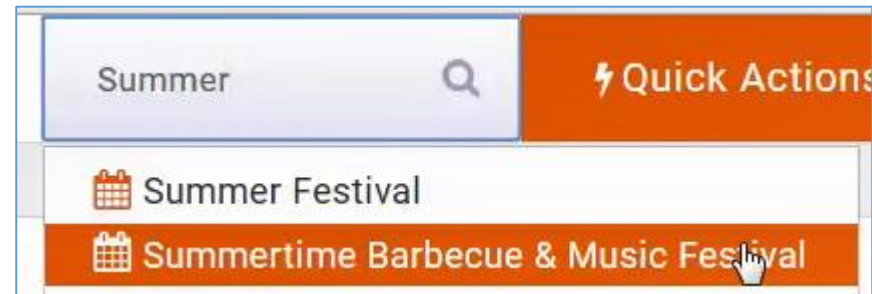 Summer
Quick Actions
Summer Festival
Summertime Barbecue & Music Festival